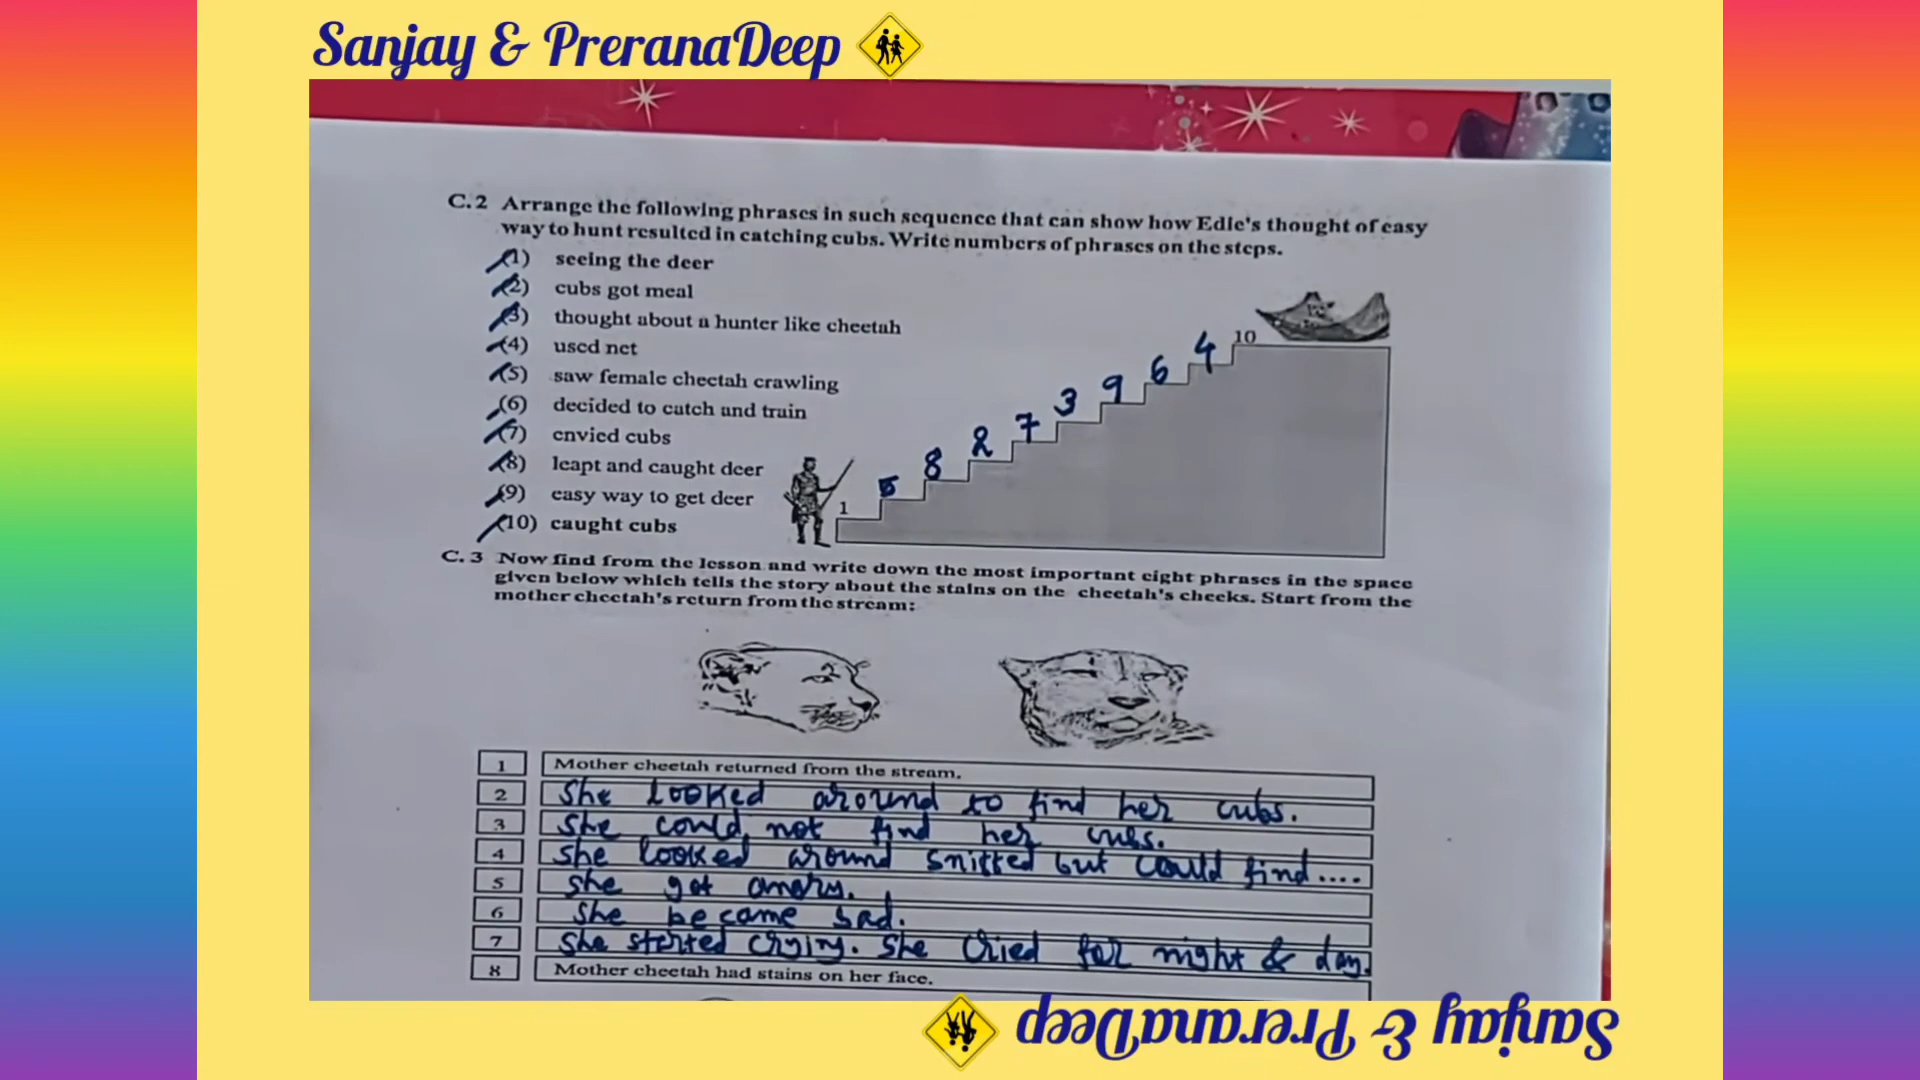 Sanjay & PreranaDeep
C.2 Arrange the following phrases in such sequence that can show how Edle's thought of easy
way to hunt resulted in catching cubs. Write numbers of phrases on the steps.
(1) seeing the deer
(2) cubs got meal
(3) thought about a hunter like cheetah
(4) used net
(5) saw female cheetah crawling
(6) decided to catch and train
(7) envied cubs
(8) leapt and caught deer
(9) easy way to get deer
(10) caught cubs
1 5 8 2 7 3 9 6 4 10
C.3 Now find from the lesson and write down the most important eight phrases in the space
given below which tells the story about the stains on the cheetah's cheeks. Start from the
mother cheetah's return from the stream:
1 Mother cheetah returned from the stream.
2 She looked around to find her cubs.
3 She could not find her cubs.
4 She looked around snitted but could find....
5 She got angry.
6 She became sad.
7 She started crying. She cried for night & day.
8 Mother cheetah had stains on her face.
Sanjay & PreranaDeep